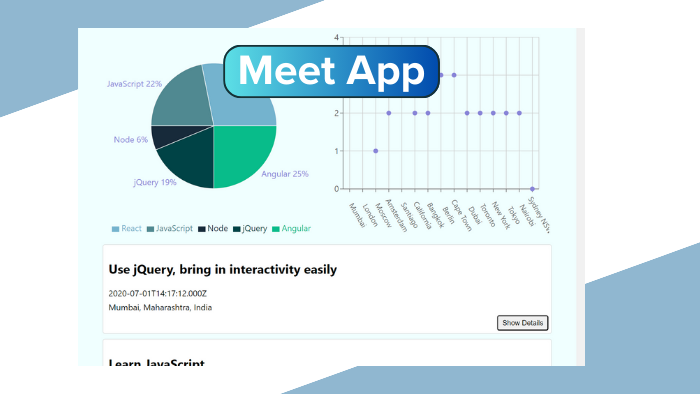 Meet App
JavaScript 22%
Node 6%
jQuery 19%
Angular 25%
React JavaScript Node jQuery Angular
4
2
1
0
Mumbai
London
Moscow
Amsterdam
Santiago
California
Bangkok
Berlin
Cape Town
Dubai
Toronto
New York
Tokyo
Nairobi
Sydney NSW,
Use jQuery, bring in interactivity easily
2020-07-01T14:17:12.000Z
Mumbai, Maharashtra, India
Show Details
Learn JavaScript